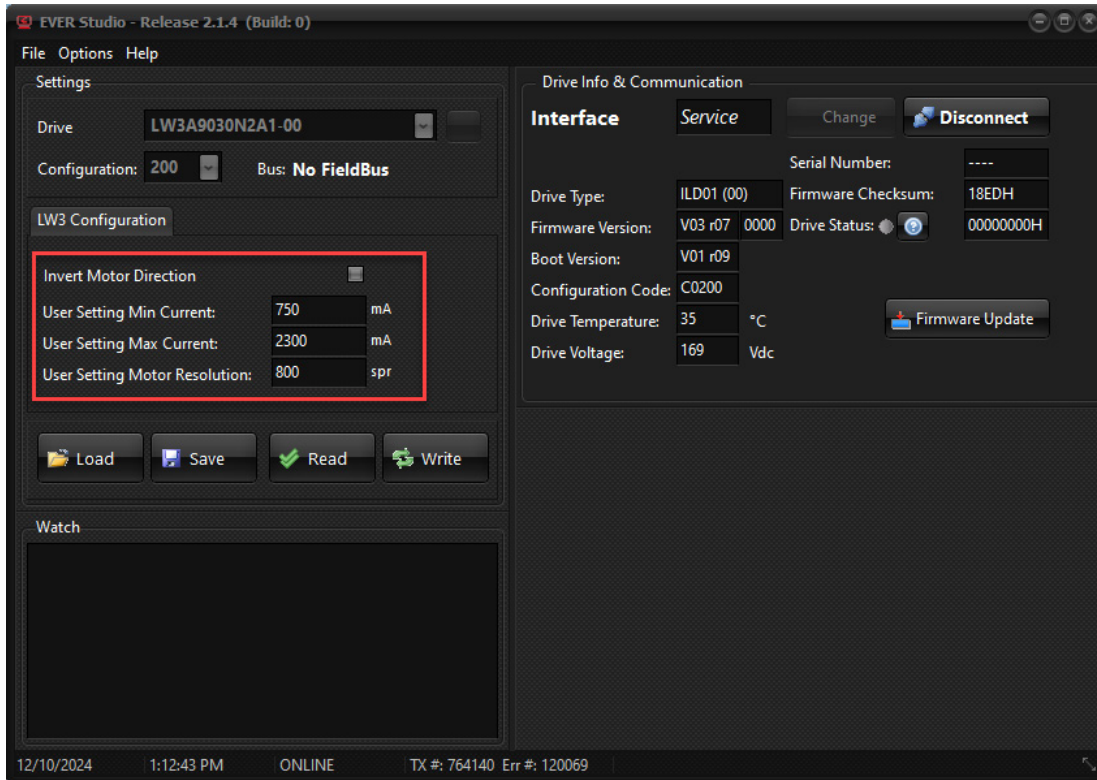 EVER Studio - Release 2.1.4 (Build: 0)
File Options Help
Settings
Drive LW3A9030N2A1-00
Configuration: 200 Bus: No FieldBus
LW3 Configuration
Invert Motor Direction
User Setting Min Current: 750 mA
User Setting Max Current: 2300 mA
User Setting Motor Resolution: 800 spr
Load Save Read Write
Watch
Drive Info & Communication
Interface Service Change Disconnect
Serial Number: ----
Drive Type: ILD01 (00) Firmware Checksum: 18EDH
Firmware Version: V03 r07 0000 Drive Status: ? 00000000H
Boot Version: V01 r09
Configuration Code: C0200
Drive Temperature: 35 °C
Firmware Update
Drive Voltage: 169 Vdc
12/10/2024 1:12:43 PM ONLINE TX #: 764140 Err #: 120069